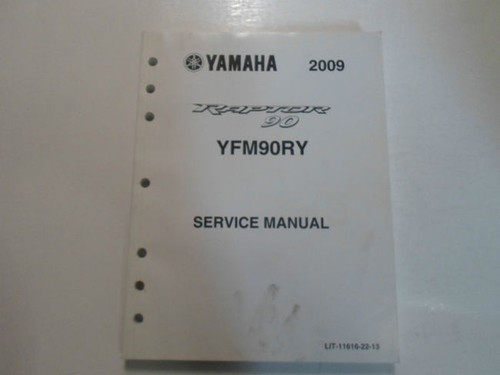 YAMAHA 2009
RAPTOR
90
YFM90RY
SERVICE MANUAL
LIT-11616-22-13